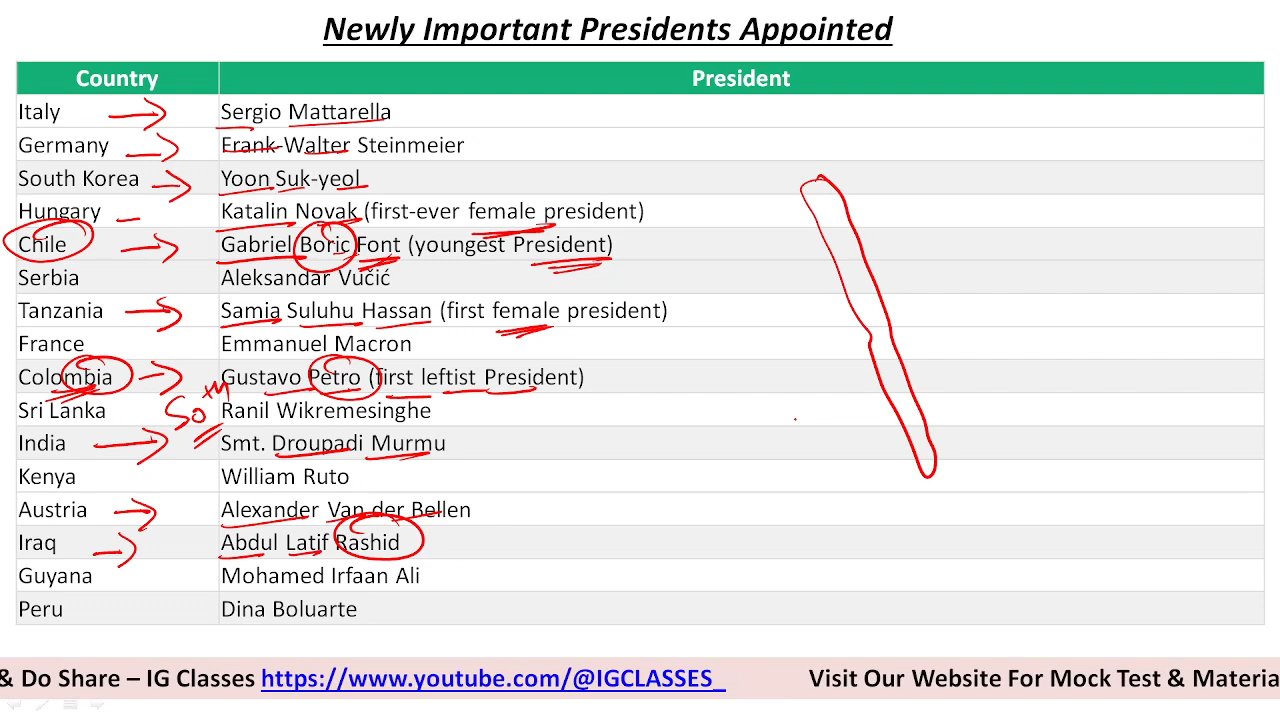 Newly Important Presidents Appointed
Country President
Italy Sergio Mattarella
Germany Frank-Walter Steinmeier
South Korea Yoon Suk-yeol
Hungary Katalin Novak (first-ever female president)
Chile Gabriel Boric Font (youngest President)
Serbia Aleksandar Vučić
Tanzania Samia Suluhu Hassan (first female president)
France Emmanuel Macron
Colombia Gustavo Petro (first leftist President)
Sri Lanka Ranil Wikremesinghe
50th
India Smt. Droupadi Murmu
Kenya William Ruto
Austria Alexander Van der Bellen
Iraq Abdul Latif Rashid
Guyana Mohamed Irfaan Ali
Peru Dina Boluarte
& Do Share – IG Classes https://www.youtube.com/@IGCLASSES_ Visit Our Website For Mock Test & Materia